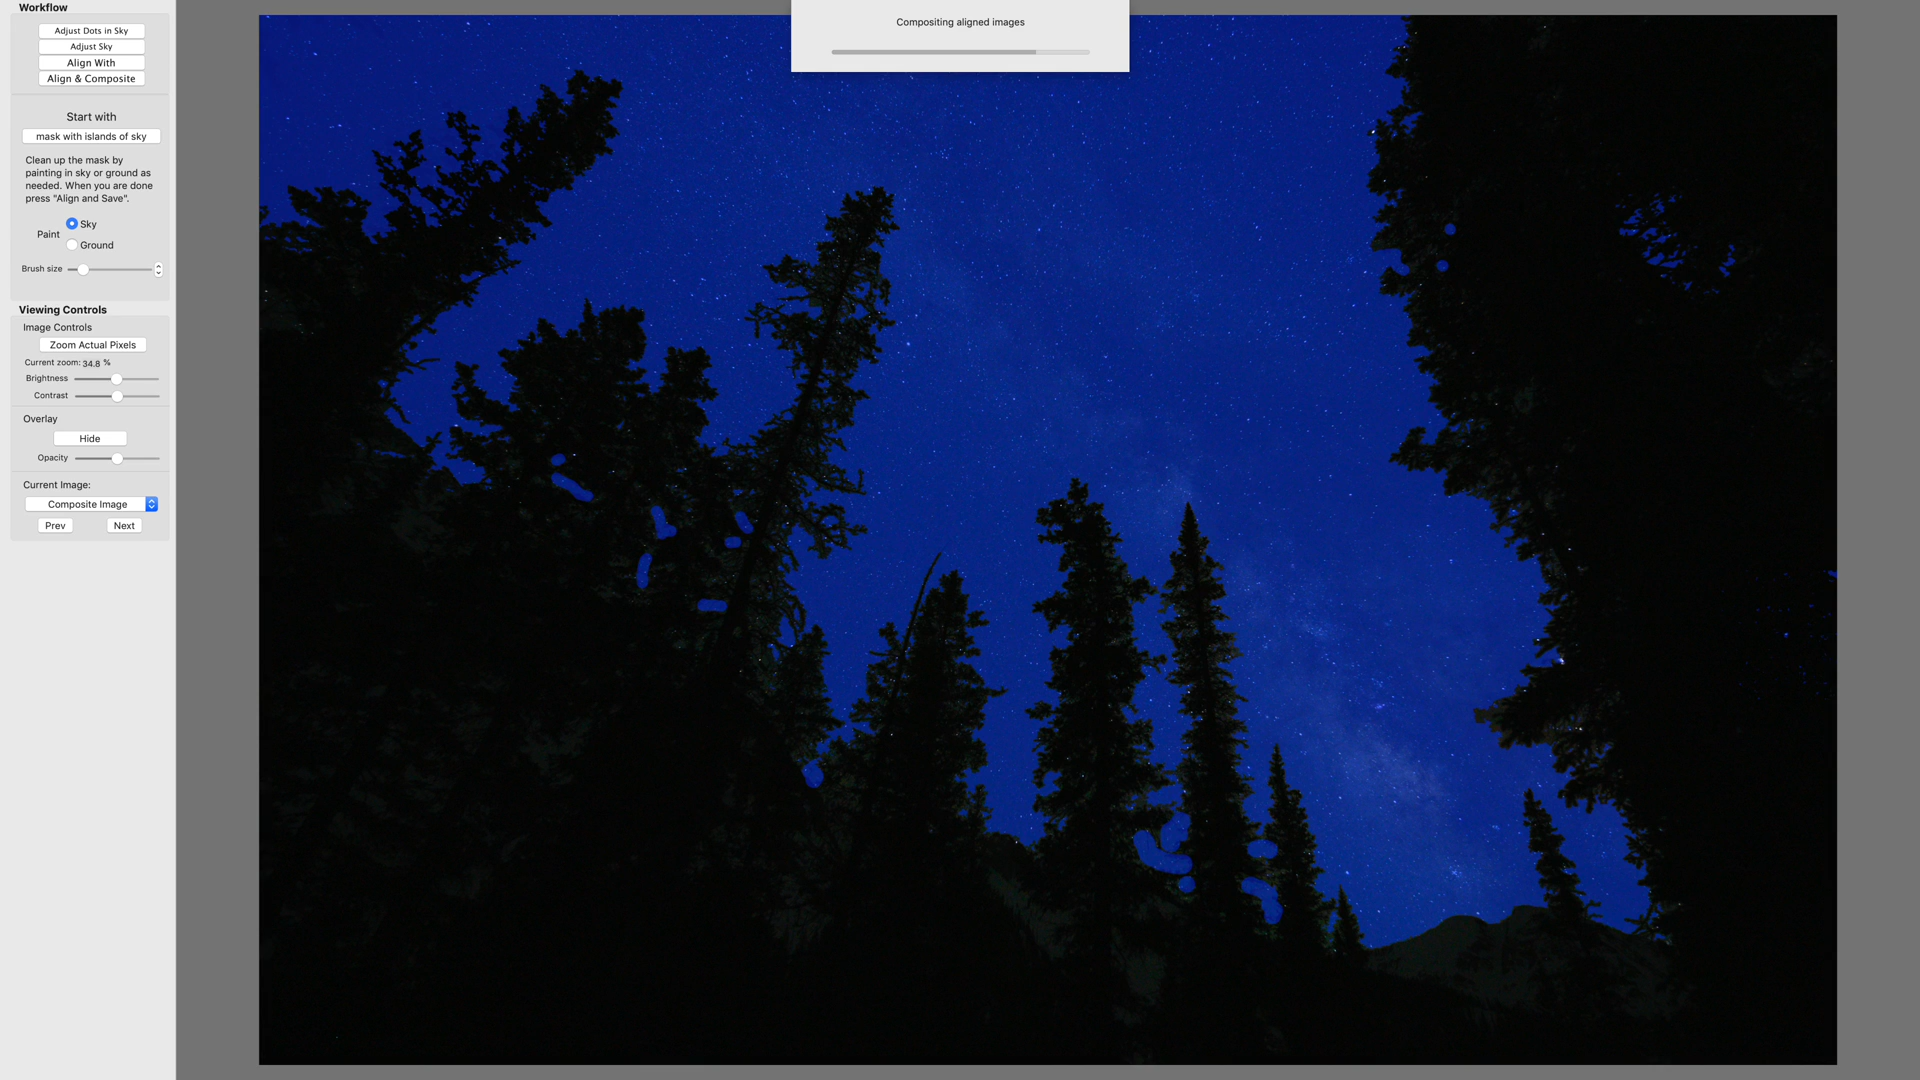 Workflow
Adjust Dots in Sky
Adjust Sky
Align With
Align & Composite
Start with
mask with islands of sky
Clean up the mask by
painting in sky or ground as
needed. When you are done
press "Align and Save".
Paint
Sky
Ground
Brush size
Viewing Controls
Image Controls
Zoom Actual Pixels
Current zoom: 34.8 %
Brightness
Contrast
Overlay
Hide
Opacity
Current Image:
Composite Image
Prev Next
Compositing aligned images